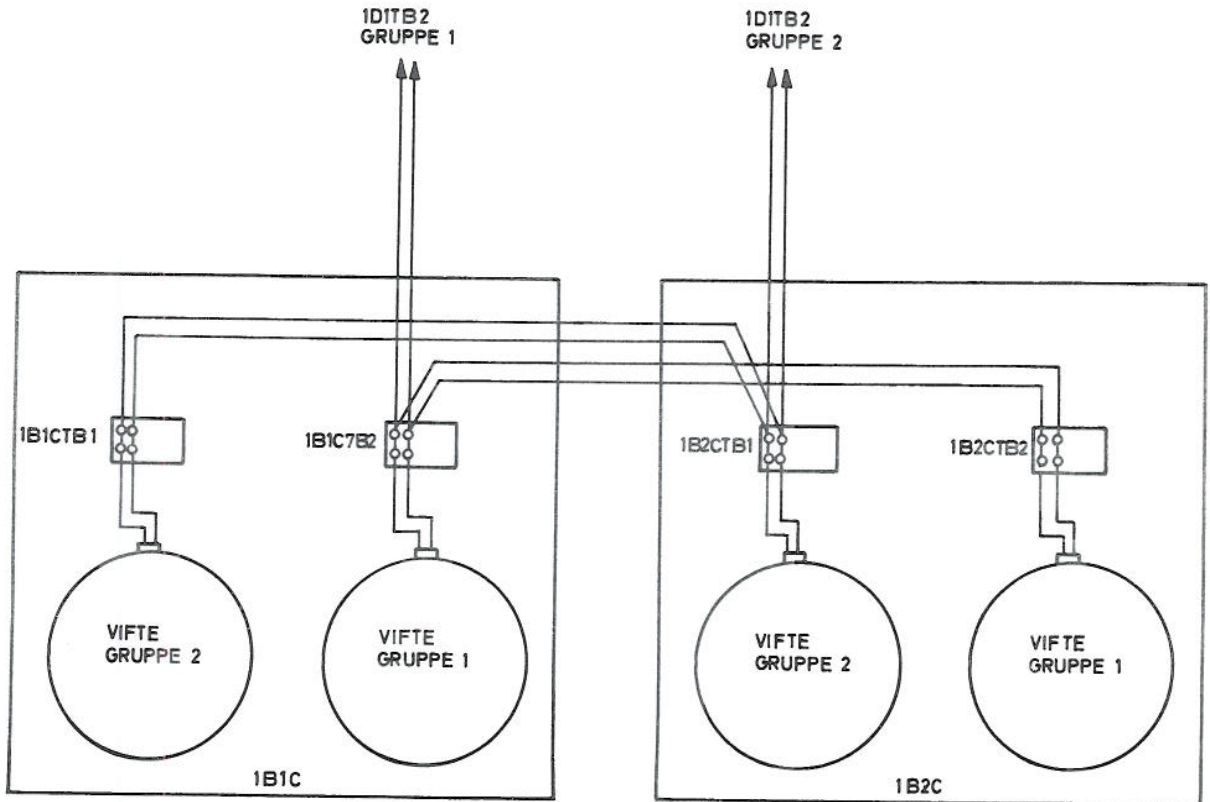 1D1TB2
GRUPPE 1
1D1TB2
GRUPPE 2
1B1CTB1
1B1C7B2
1B2CTB1
1B2CTB2
VIFTE
GRUPPE 2
VIFTE
GRUPPE 1
VIFTE
GRUPPE 2
VIFTE
GRUPPE 1
1B1C
1B2C